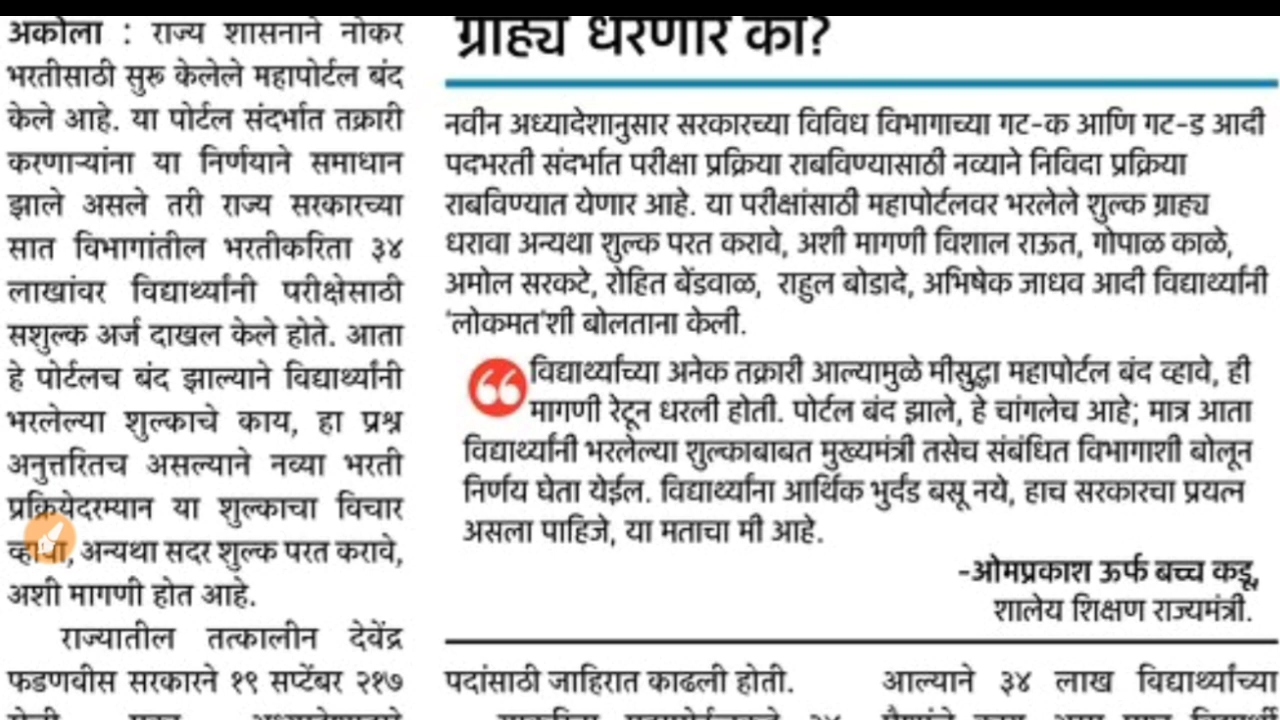 अकोला : राज्य शासनाने नोकर
भरतीसाठी सुरू केलेले महापोर्टल बंद
केले आहे. या पोर्टल संदर्भात तक्रारी
करणाऱ्यांना या निर्णयाने समाधान
झाले असले तरी राज्य सरकारच्या
सात विभागांतील भरतीकरिता ३४
लाखांवर विद्यार्थ्यांनी परीक्षेसाठी
सशुल्क अर्ज दाखल केले होते. आता
हे पोर्टलच बंद झाल्याने विद्यार्थ्यांनी
भरलेल्या शुल्काचे काय, हा प्रश्न
अनुत्तरितच असल्याने नव्या भरती
प्रक्रियेदरम्यान या शुल्काचा विचार
व्हावा, अन्यथा सदर शुल्क परत करावे,
अशी मागणी होत आहे.
राज्यातील तत्कालीन देवेंद्र
फडणवीस सरकारने १९ सप्टेंबर २१७
ग्राह्य धरणार का?
नवीन अध्यादेशानुसार सरकारच्या विविध विभागाच्या गट-क आणि गट-ड आदी
पदभरती संदर्भात परीक्षा प्रक्रिया राबविण्यासाठी नव्याने निविदा प्रक्रिया
राबविण्यात येणार आहे. या परीक्षांसाठी महापोर्टलवर भरलेले शुल्क ग्राह्य
धरावा अन्यथा शुल्क परत करावे, अशी मागणी विशाल राऊत, गोपाळ काळे,
अमोल सरकटे, रोहित बेंडवाळ, राहुल बोडादे, अभिषेक जाधव आदी विद्यार्थ्यांनी
'लोकमत'शी बोलताना केली.
विद्यार्थ्यांच्या अनेक तक्रारी आल्यामुळे मीसुद्धा महापोर्टल बंद व्हावे, ही
मागणी रेटून धरली होती. पोर्टल बंद झाले, हे चांगलेच आहे; मात्र आता
विद्यार्थ्यांनी भरलेल्या शुल्काबाबत मुख्यमंत्री तसेच संबंधित विभागाशी बोलून
निर्णय घेता येईल. विद्यार्थ्यांना आर्थिक भुर्दंड बसू नये, हाच सरकारचा प्रयत्न
असला पाहिजे, या मताचा मी आहे.
-ओमप्रकाश ऊर्फ बच्च कडू,
शालेय शिक्षण राज्यमंत्री.
पदांसाठी जाहिरात काढली होती.
आल्याने ३४ लाख विद्यार्थ्यांच्या